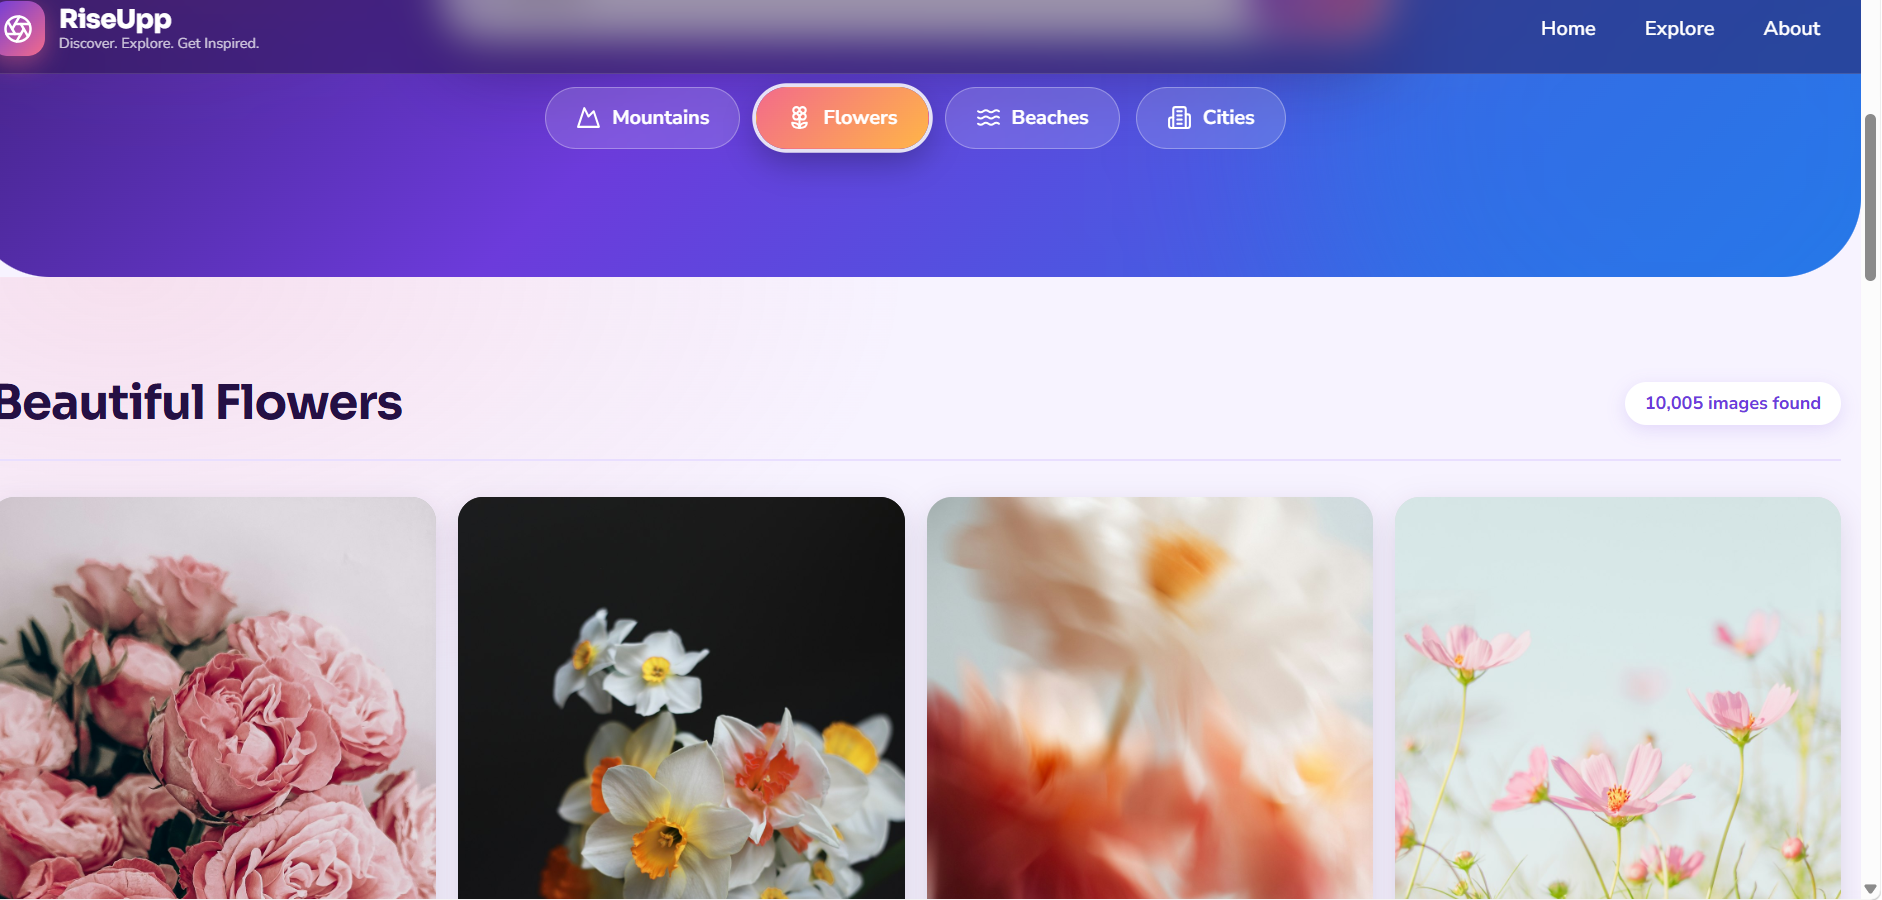 RiseUpp
Discover. Explore. Get Inspired.
Home
Explore
About
Mountains
Flowers
Beaches
Cities
Beautiful Flowers
10,005 images found